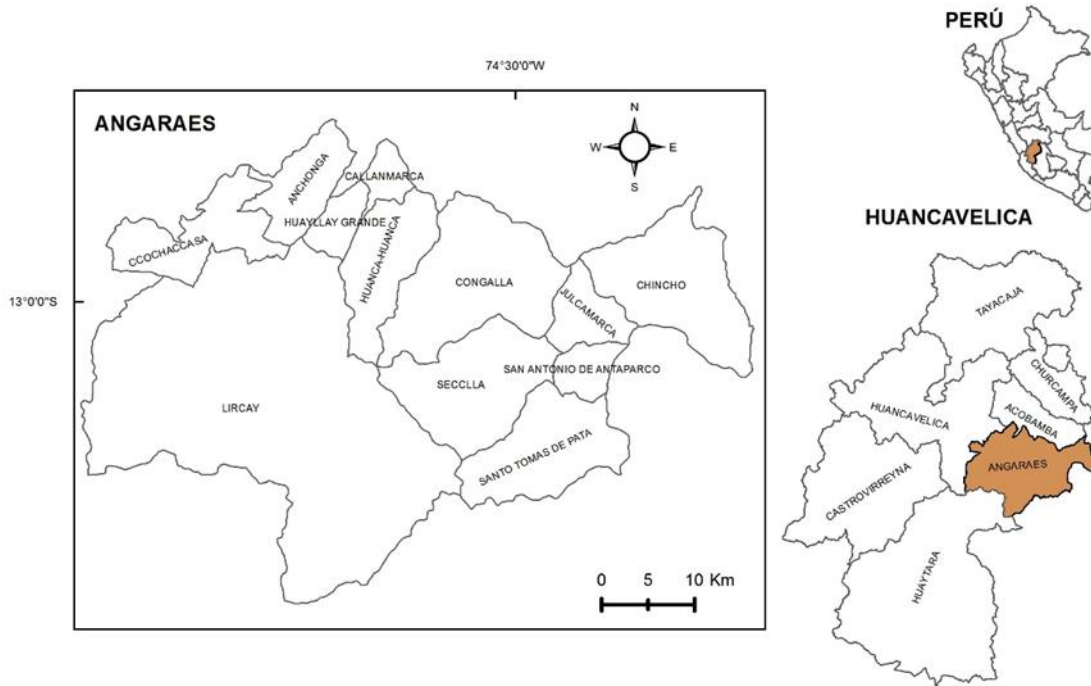 PERÚ
74°30'0"W
ANGARAES
N
W
E
S
ANCHONGA
CALLANMARCA
HUAYLLAY GRANDE
CCOCHACCASA
HUANCA-HUANCA
CONGALLA
CHINCHO
JULCAMARCA
13°0'0"S
SECCLLA
SAN ANTONIO DE ANTAPARCO
LIRCAY
SANTO TOMAS DE PATA
0 5 10 Km
HUANCAVELICA
TAYACAJA
CHURCAMPA
HUANCAVELICA
ACOBAMBA
ANGARAES
CASTROVIRREYNA
HUAYTARA